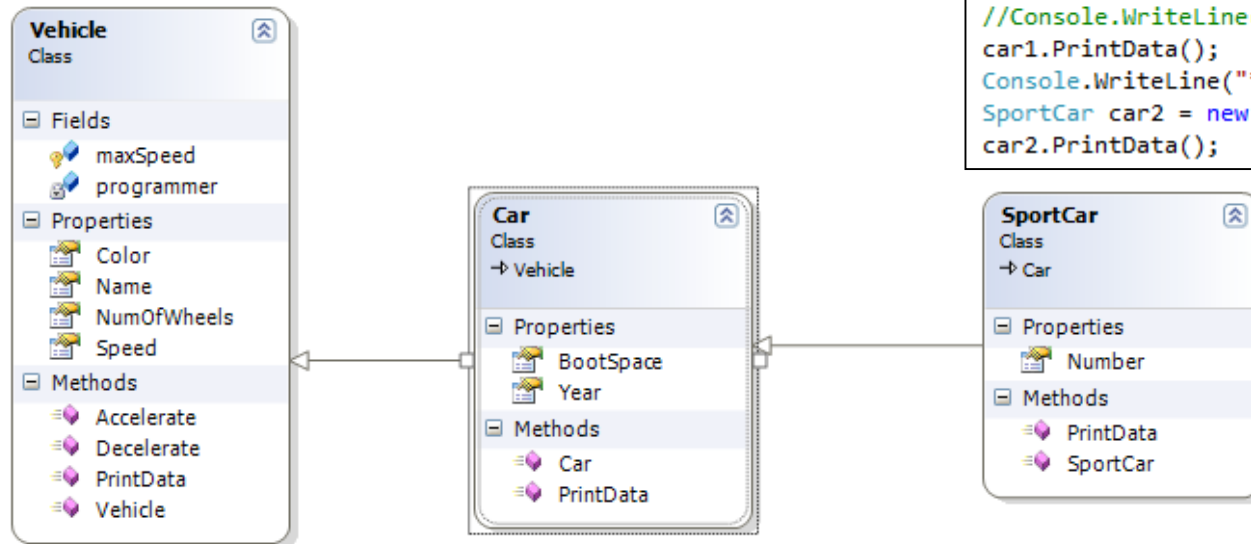 //Console.WriteLine
car1.PrintData();
Console.WriteLine("
SportCar car2 = new
car2.PrintData();
Vehicle
Class
Fields
maxSpeed
programmer
Properties
Color
Name
NumOfWheels
Speed
Methods
Accelerate
Decelerate
PrintData
Vehicle
Car
Class
Vehicle
Properties
BootSpace
Year
Methods
Car
PrintData
SportCar
Class
Car
Properties
Number
Methods
PrintData
SportCar